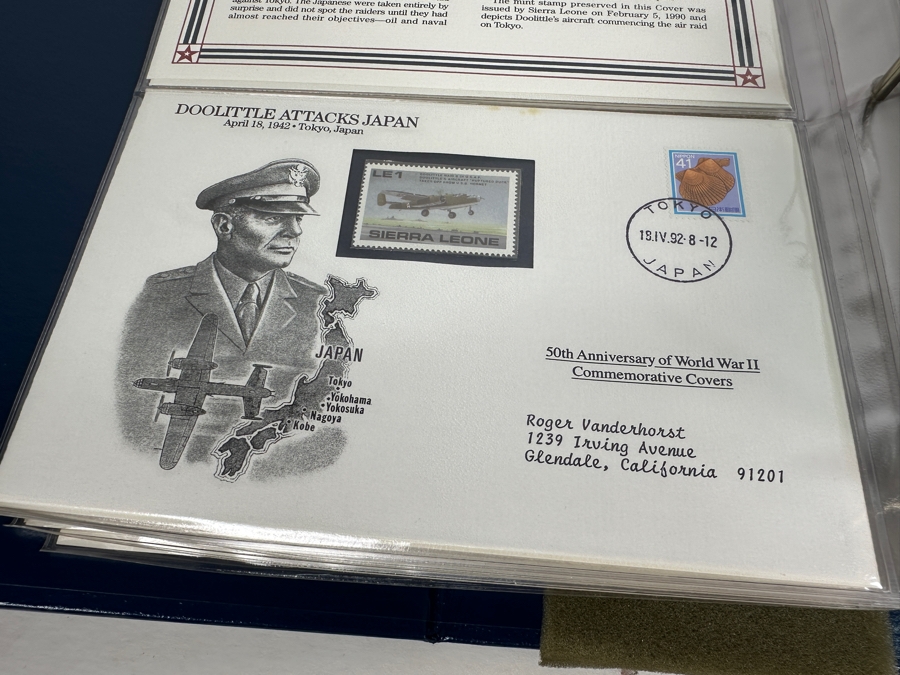 against Tokyo. The Japanese were taken entirely by
surprise and did not spot the raiders until they had
almost reached their objectives—oil and naval
The mint stamp preserved in this Cover was
issued by Sierra Leone on February 5, 1990 and
depicts Doolittle's aircraft commencing the air raid
on Tokyo.
DOOLITTLE ATTACKS JAPAN
April 18, 1942 • Tokyo, Japan
LE1
SIERRA LEONE
NIPPON
41
TOKYO
18.IV.92·8-12
JAPAN
JAPAN
Tokyo
Yokohama
Yokosuka
Nagoya
Kobe
50th Anniversary of World War II
Commemorative Covers
Roger Vanderhorst
1239 Irving Avenue
Glendale, California 91201